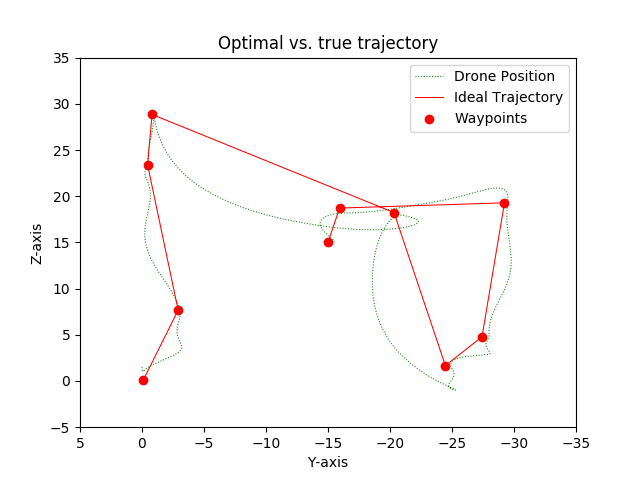 Optimal vs. true trajectory
Drone Position
Ideal Trajectory
Waypoints
Z-axis
35
30
25
20
15
10
5
0
−5
5 0 −5 −10 −15 −20 −25 −30 −35
Y-axis